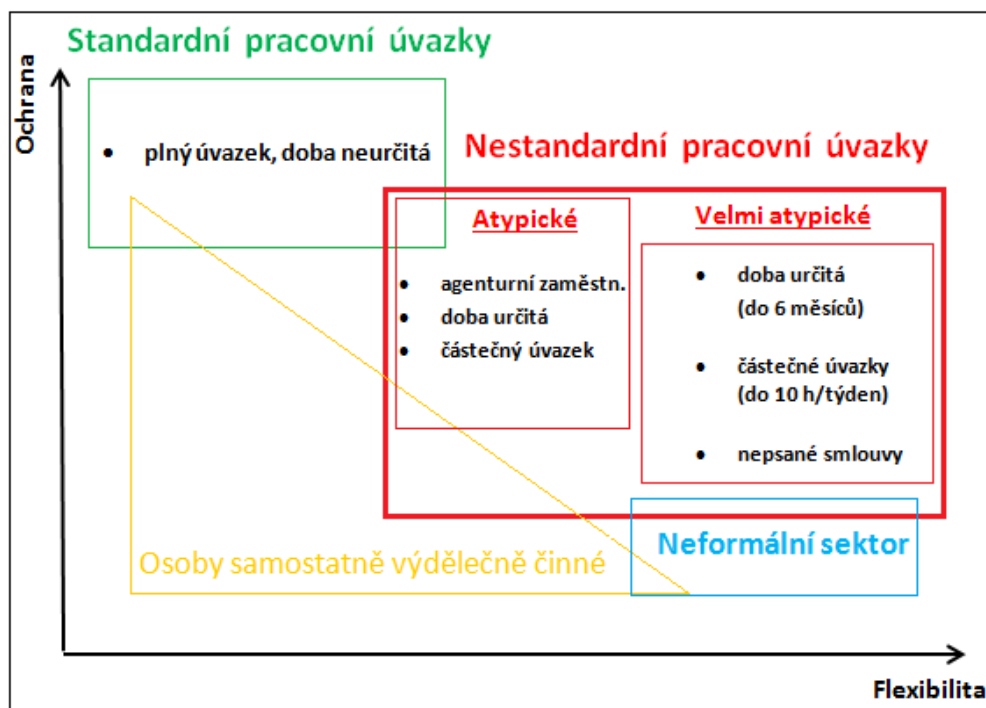 Standardní pracovní úvazky
Ochrana
• plný úvazek, doba neurčitá
Nestandardní pracovní úvazky
Atypické
• agenturní zaměstn.
• doba určitá
• částečný úvazek
Velmi atypické
• doba určitá
(do 6 měsíců)
• částečné úvazky
(do 10 h/týden)
• nepsané smlouvy
Neformální sektor
Osoby samostatně výdělečně činné
Flexibilita